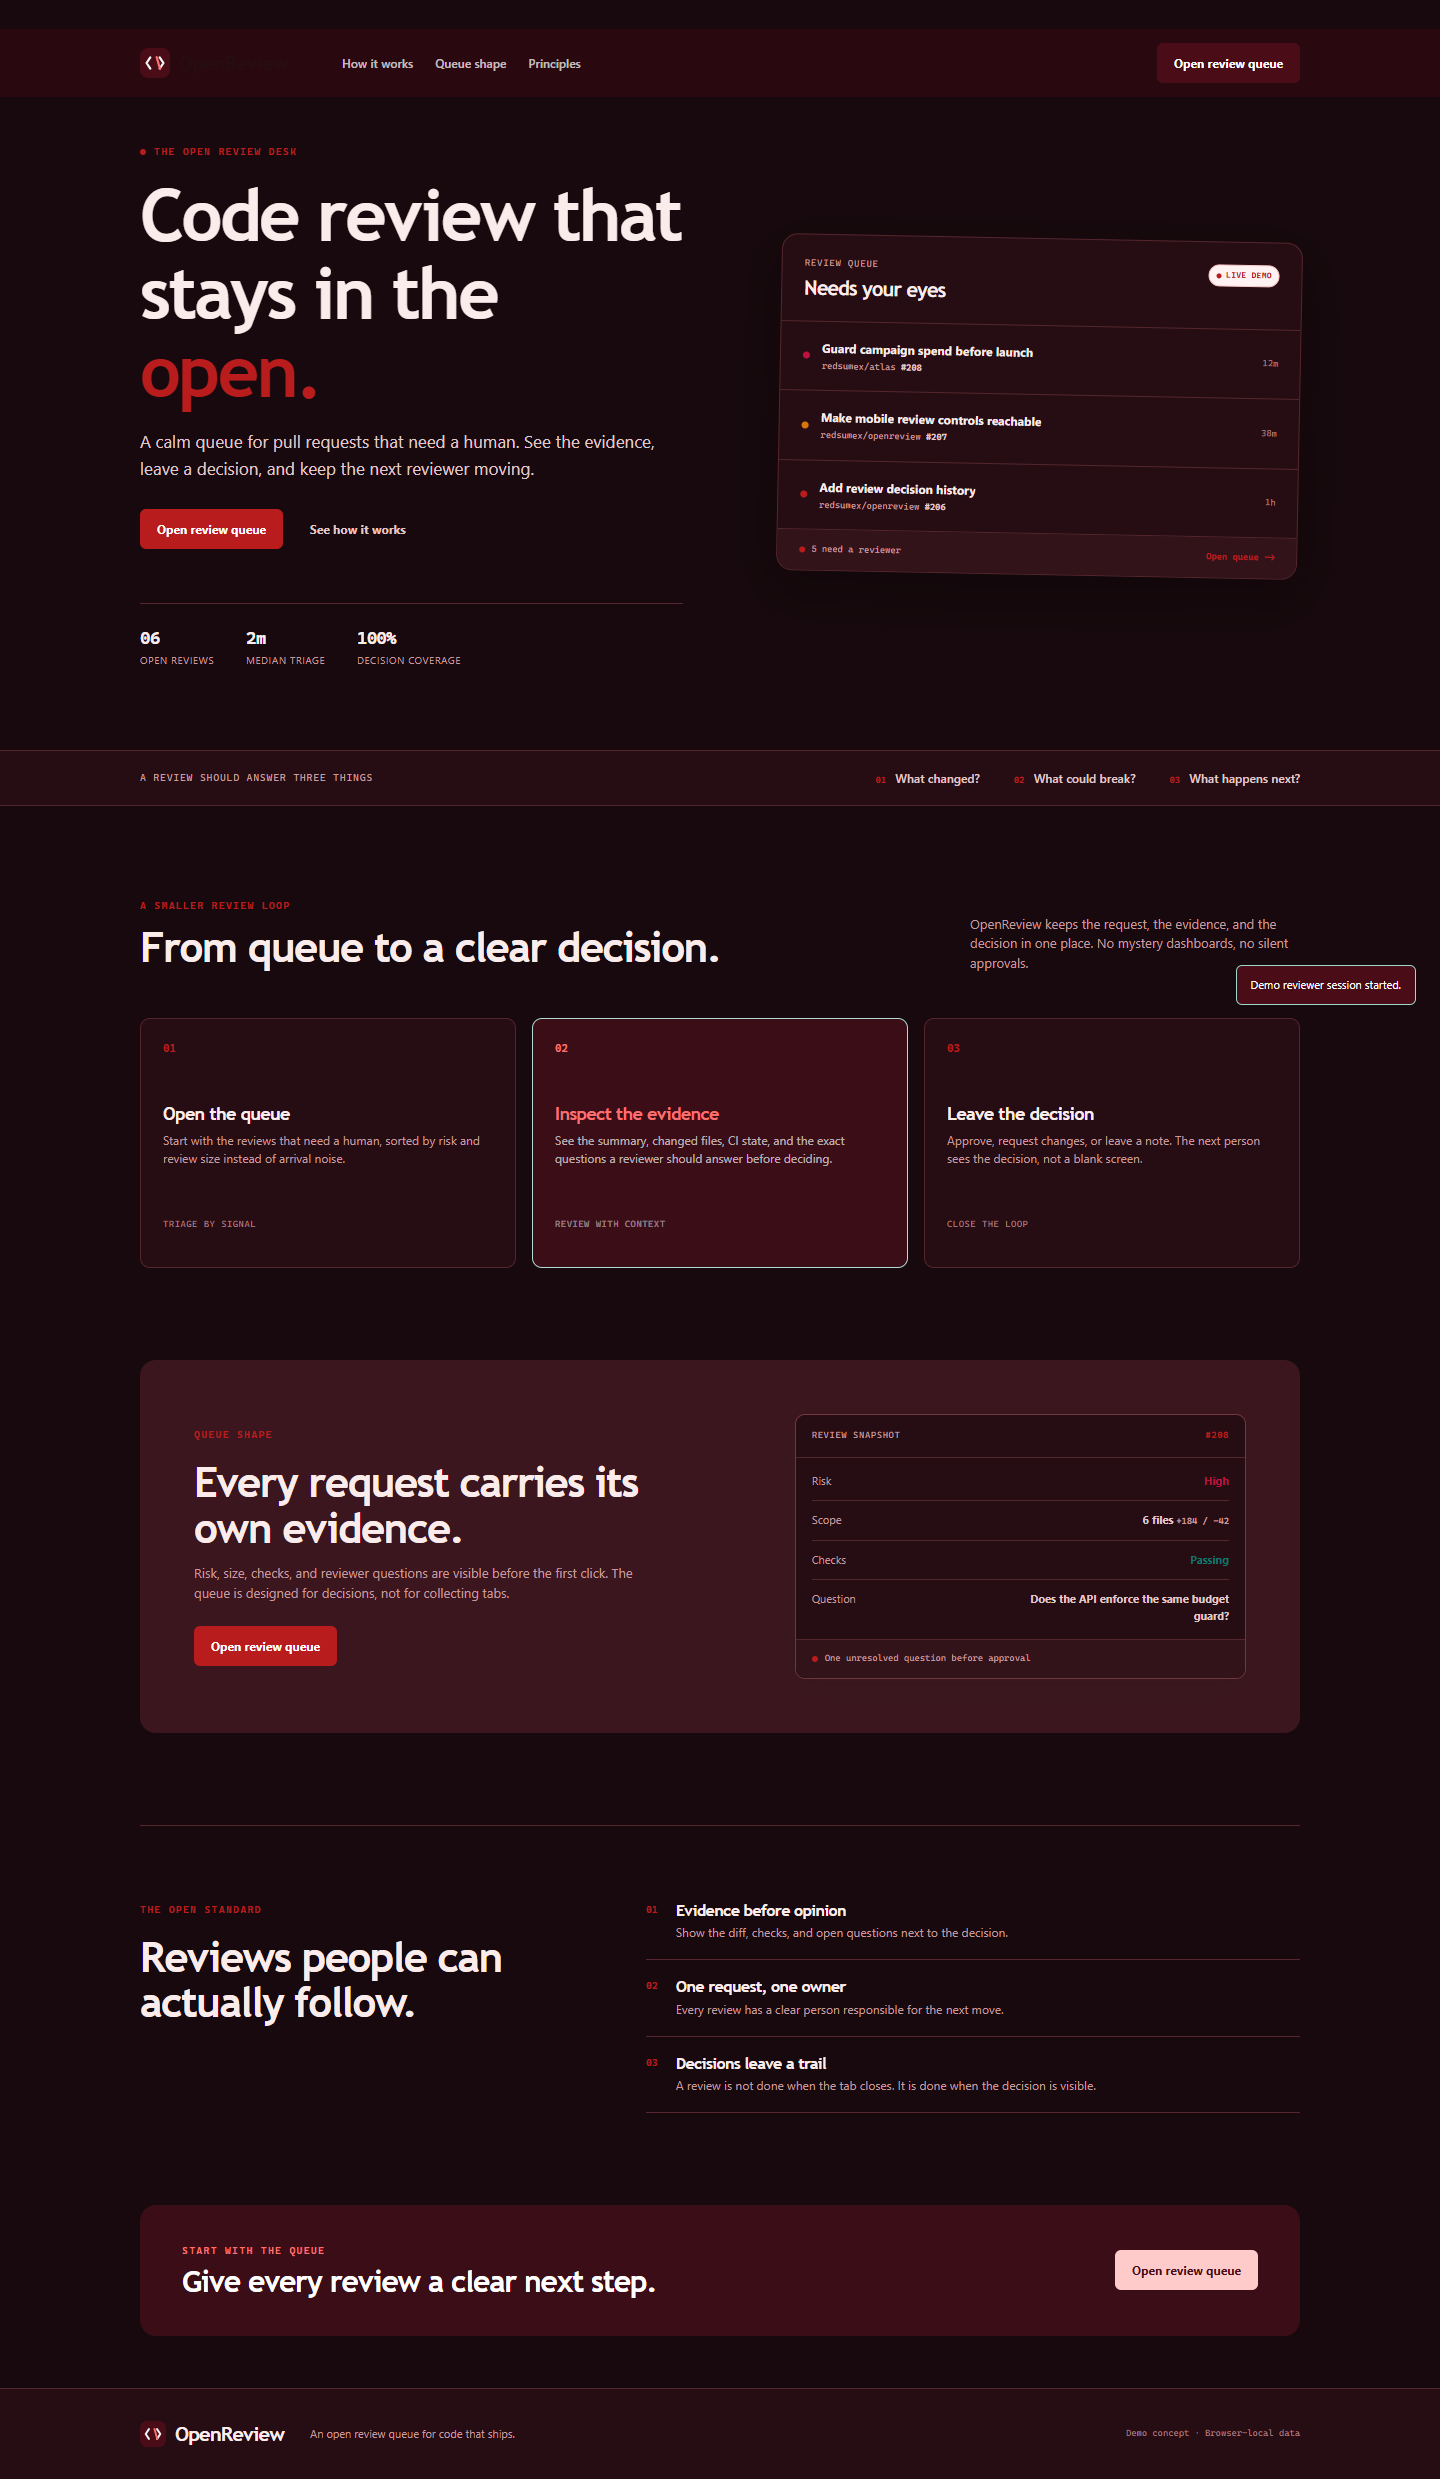 OpenReview
How it works
Queue shape
Principles
Open review queue
THE OPEN REVIEW DESK
Code review that
stays in the
open.
A calm queue for pull requests that need a human. See the evidence,
leave a decision, and keep the next reviewer moving.
Open review queue
See how it works
06
OPEN REVIEWS
2m
MEDIAN TRIAGE
100%
DECISION COVERAGE
REVIEW QUEUE
Needs your eyes
LIVE DEMO
Guard campaign spend before launch
redsumex/atlas #208
12m
Make mobile review controls reachable
redsumex/openreview #207
38m
Add review decision history
redsumex/openreview #206
1h
5 need a reviewer
Open queue →
A REVIEW SHOULD ANSWER THREE THINGS
01 What changed?
02 What could break?
03 What happens next?
A SMALLER REVIEW LOOP
From queue to a clear decision.
OpenReview keeps the request, the evidence, and the
decision in one place. No mystery dashboards, no silent
approvals.
Demo reviewer session started.
01
Open the queue
Start with the reviews that need a human, sorted by risk and
review size instead of arrival noise.
TRIAGE BY SIGNAL
02
Inspect the evidence
See the summary, changed files, CI state, and the exact
questions a reviewer should answer before deciding.
REVIEW WITH CONTEXT
03
Leave the decision
Approve, request changes, or leave a note. The next person
sees the decision, not a blank screen.
CLOSE THE LOOP
QUEUE SHAPE
Every request carries its
own evidence.
Risk, size, checks, and reviewer questions are visible before the first click. The
queue is designed for decisions, not for collecting tabs.
Open review queue
REVIEW SNAPSHOT
#208
Risk
High
Scope
6 files +184 / −42
Checks
Passing
Question
Does the API enforce the same budget
guard?
One unresolved question before approval
THE OPEN STANDARD
Reviews people can
actually follow.
01
Evidence before opinion
Show the diff, checks, and open questions next to the decision.
02
One request, one owner
Every review has a clear person responsible for the next move.
03
Decisions leave a trail
A review is not done when the tab closes. It is done when the decision is visible.
START WITH THE QUEUE
Give every review a clear next step.
Open review queue
OpenReview
An open review queue for code that ships.
Demo concept · Browser-local data